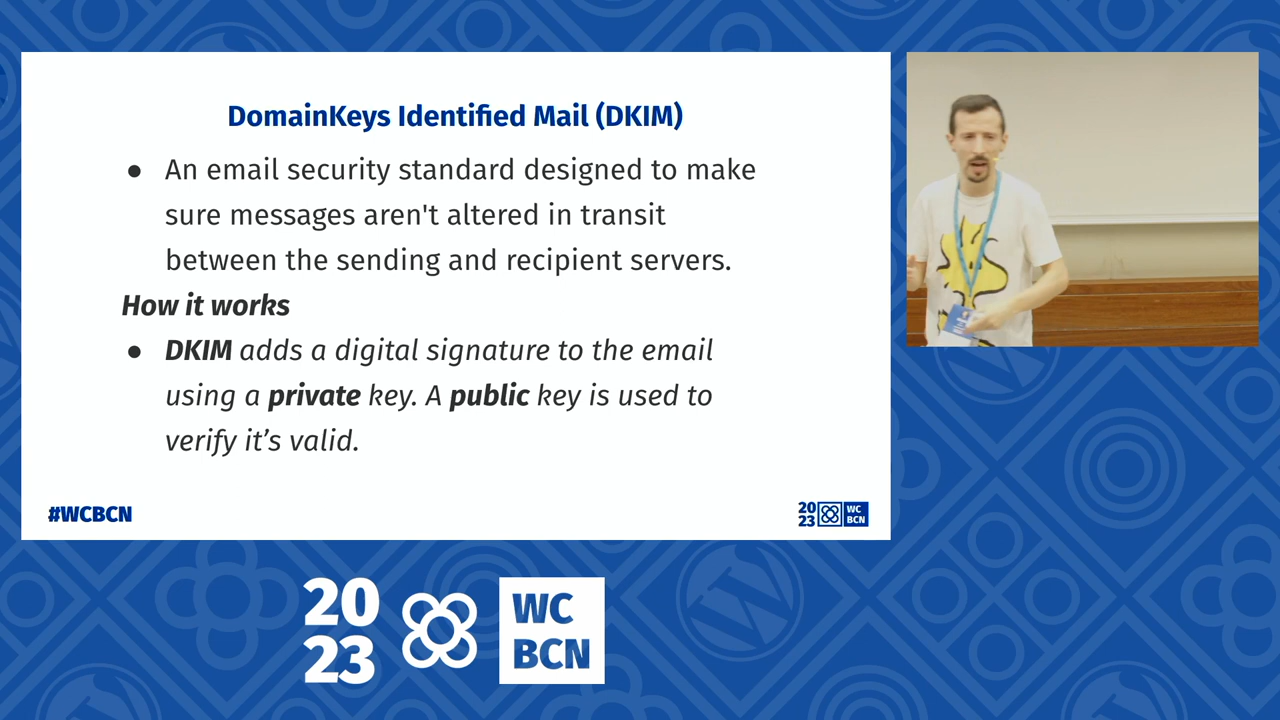 DomainKeys Identified Mail (DKIM)
● An email security standard designed to make
sure messages aren't altered in transit
between the sending and recipient servers.
How it works
● DKIM adds a digital signature to the email
using a private key. A public key is used to
verify it’s valid.
#WCBCN
20
23
WC
BCN
20
23
WC
BCN